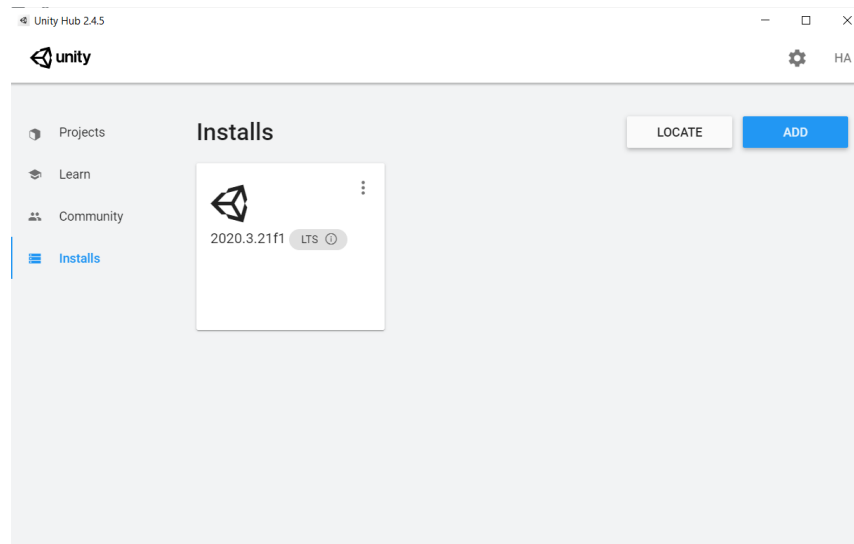 Unity Hub 2.4.5
unity
HA
Projects
Installs
LOCATE
ADD
Learn
Community
2020.3.21f1 LTS
Installs